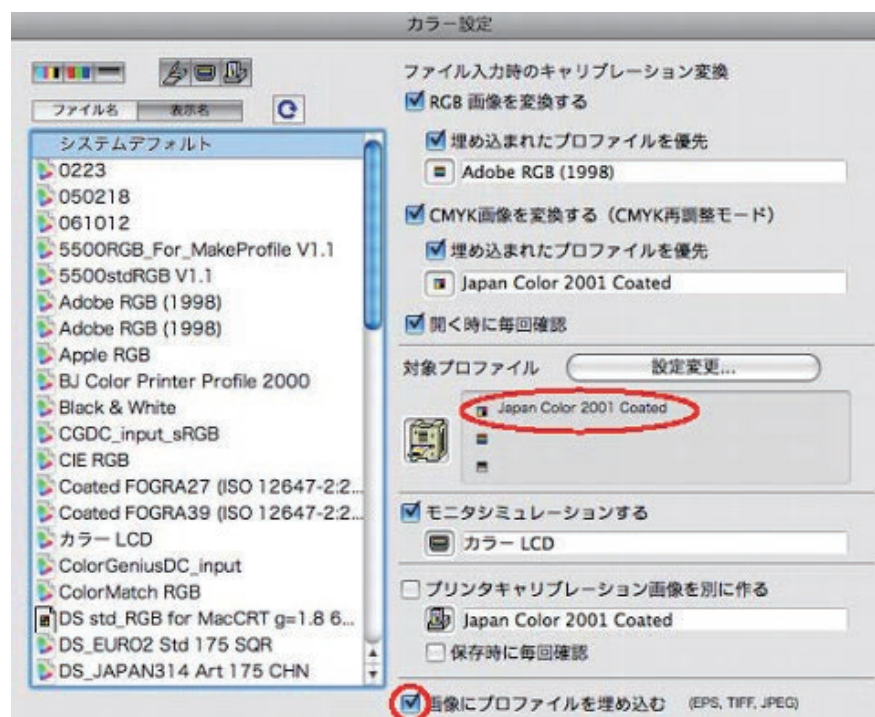 カラー設定
ファイル名 表示名
システムデフォルト
0223
050218
061012
5500RGB_For_MakeProfile V1.1
5500stdRGB V1.1
Adobe RGB (1998)
Adobe RGB (1998)
Apple RGB
BJ Color Printer Profile 2000
Black & White
CGDC_input_sRGB
CIE RGB
Coated FOGRA27 (ISO 12647-2:2...
Coated FOGRA39 (ISO 12647-2:2...
カラー LCD
ColorGeniusDC_input
ColorMatch RGB
DS std_RGB for MacCRT g=1.8 6...
DS_EURO2 Std 175 SQR
DS_JAPAN314 Art 175 CHN
ファイル入力時のキャリブレーション変換
RGB 画像を変換する
埋め込まれたプロファイルを優先
Adobe RGB (1998)
CMYK画像を変換する（CMYK再調整モード）
埋め込まれたプロファイルを優先
Japan Color 2001 Coated
開く時に毎回確認
対象プロファイル 設定変更...
Japan Color 2001 Coated
モニタシミュレーションする
カラー LCD
プリンタキャリブレーション画像を別に作る
Japan Color 2001 Coated
保存時に毎回確認
画像にプロファイルを埋め込む (EPS, TIFF, JPEG)